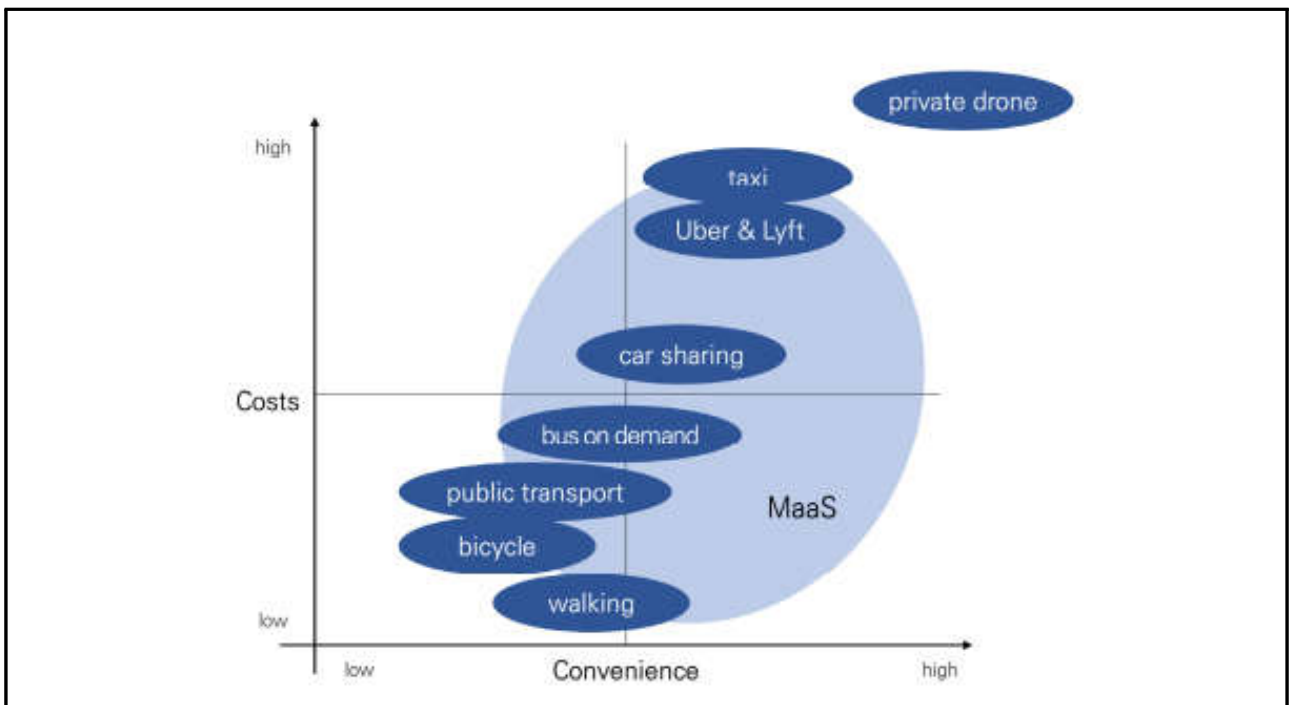 private drone
high
taxi
Uber & Lyft
car sharing
Costs
bus on demand
public transport
MaaS
bicycle
walking
low
low
Convenience
high